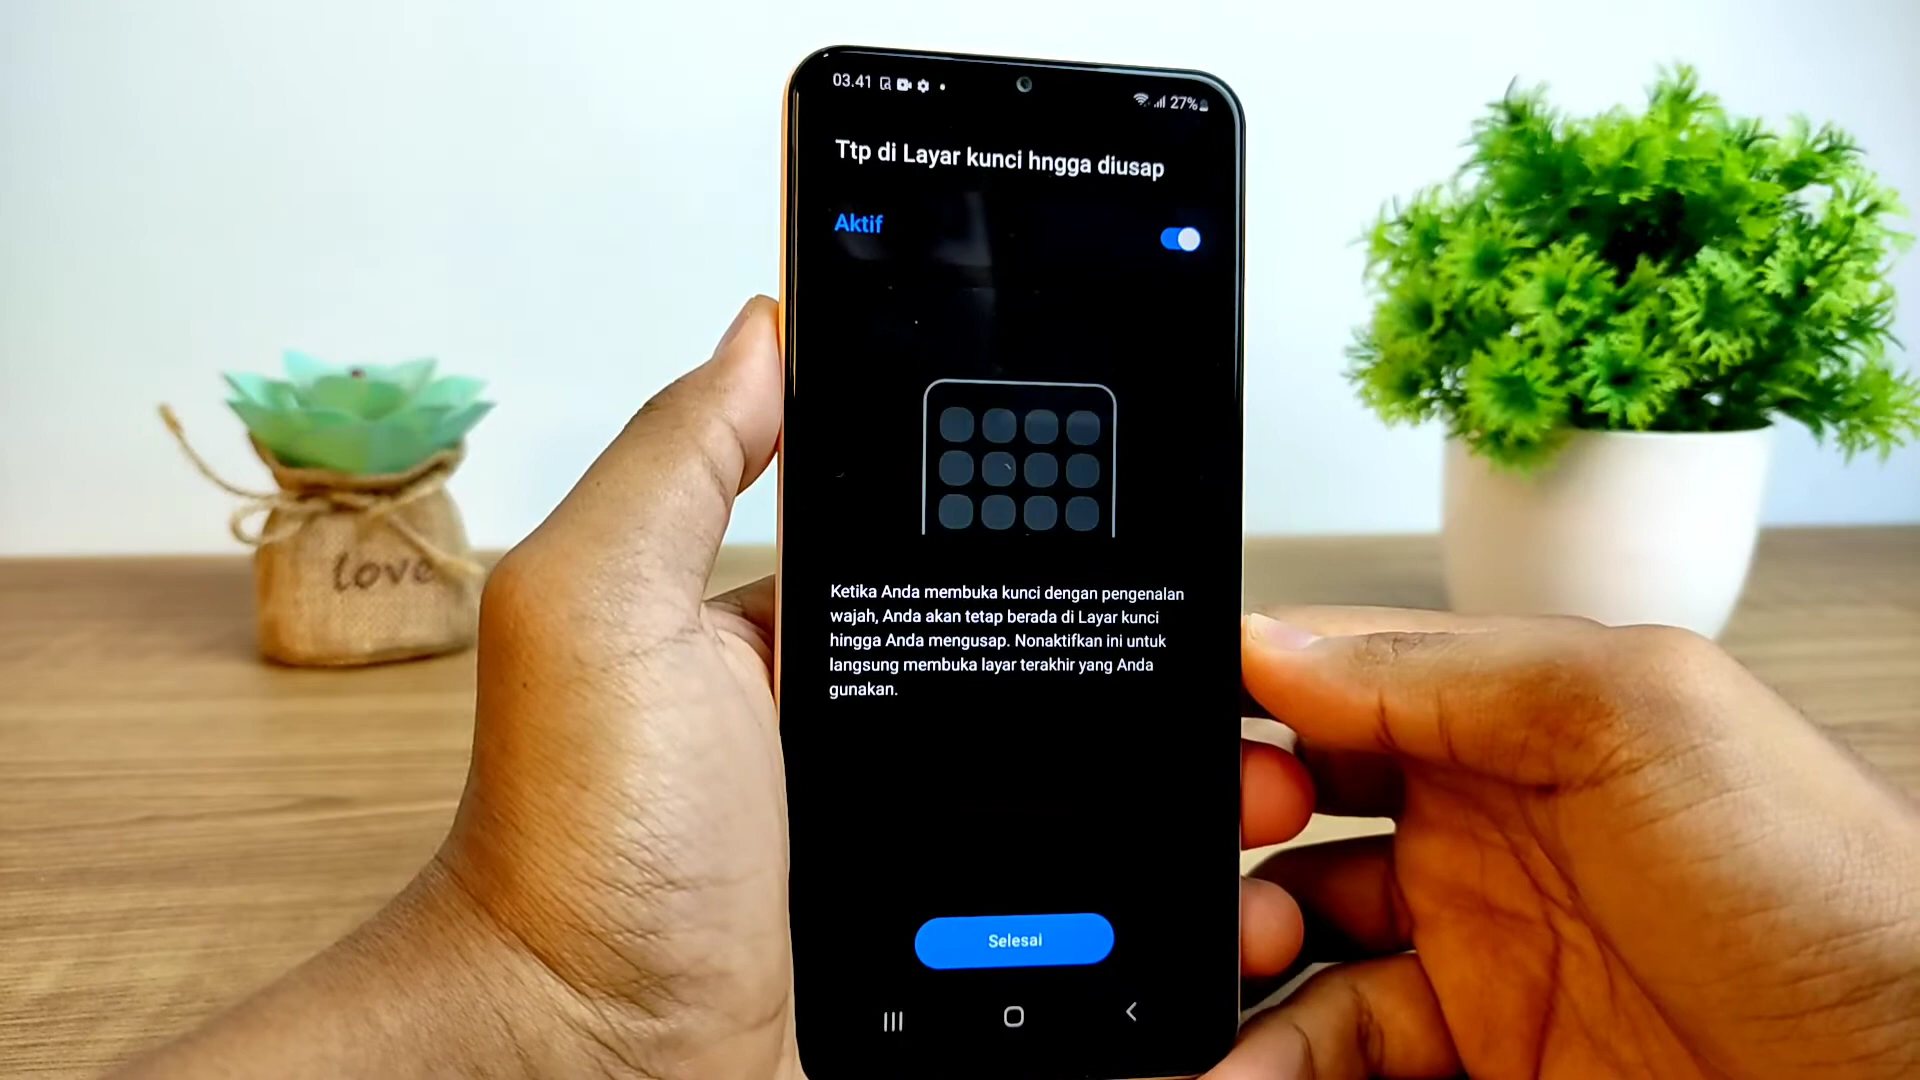 03.41
27%
Ttp di Layar kunci hngga diusap
Aktif
Ketika Anda membuka kunci dengan pengenalan
wajah, Anda akan tetap berada di Layar kunci
hingga Anda mengusap. Nonaktifkan ini untuk
langsung membuka layar terakhir yang Anda
gunakan.
Selesai
love